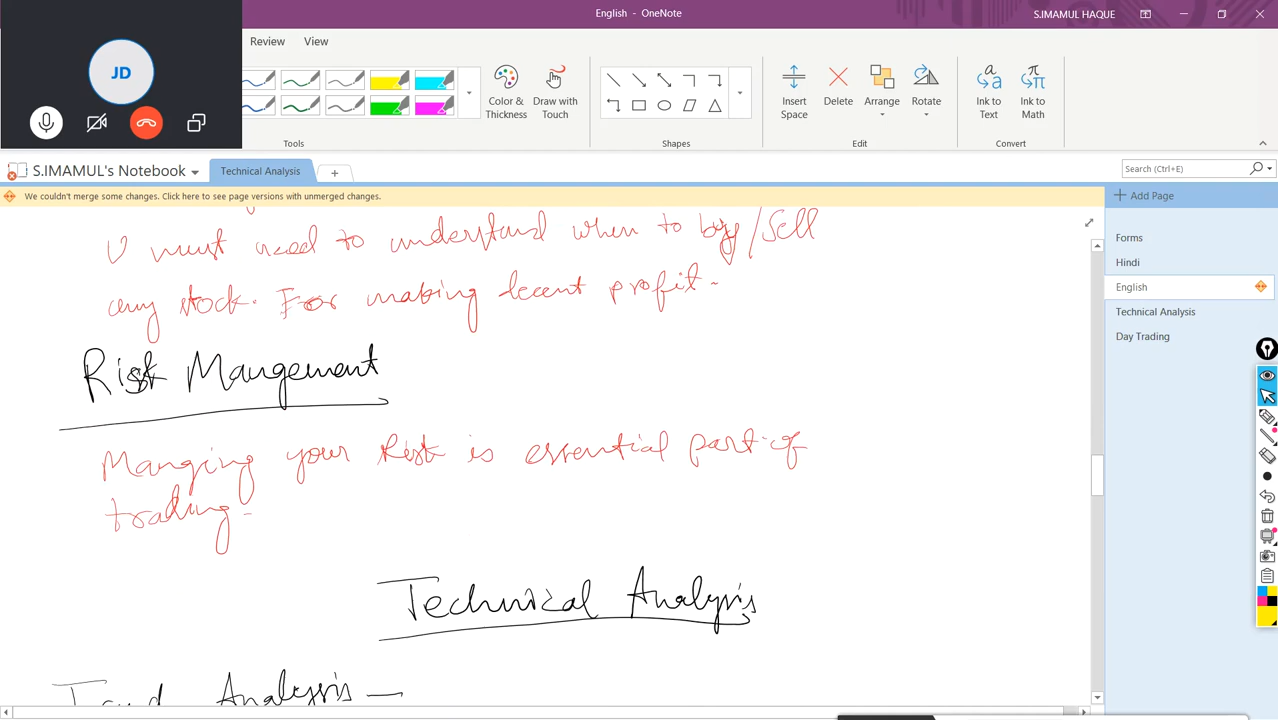 English - OneNote
S.IMAMUL HAQUE
JD
Review View
Color & Thickness
Draw with Touch
Insert Space
Delete
Arrange
Rotate
Ink to Text
Ink to Math
Tools
Shapes
Edit
Convert
S.IMAMUL's Notebook
Technical Analysis
Search (Ctrl+E)
We couldn't merge some changes. Click here to see page versions with unmerged changes.
Add Page
Forms
Hindi
English
Technical Analysis
Day Trading
U must need to understand when to buy/Sell
any stock. For making decent profit.
Risk Mangement
Manging your Risk is essential part of
trading.
Technical Analysis
Trend Analysis —